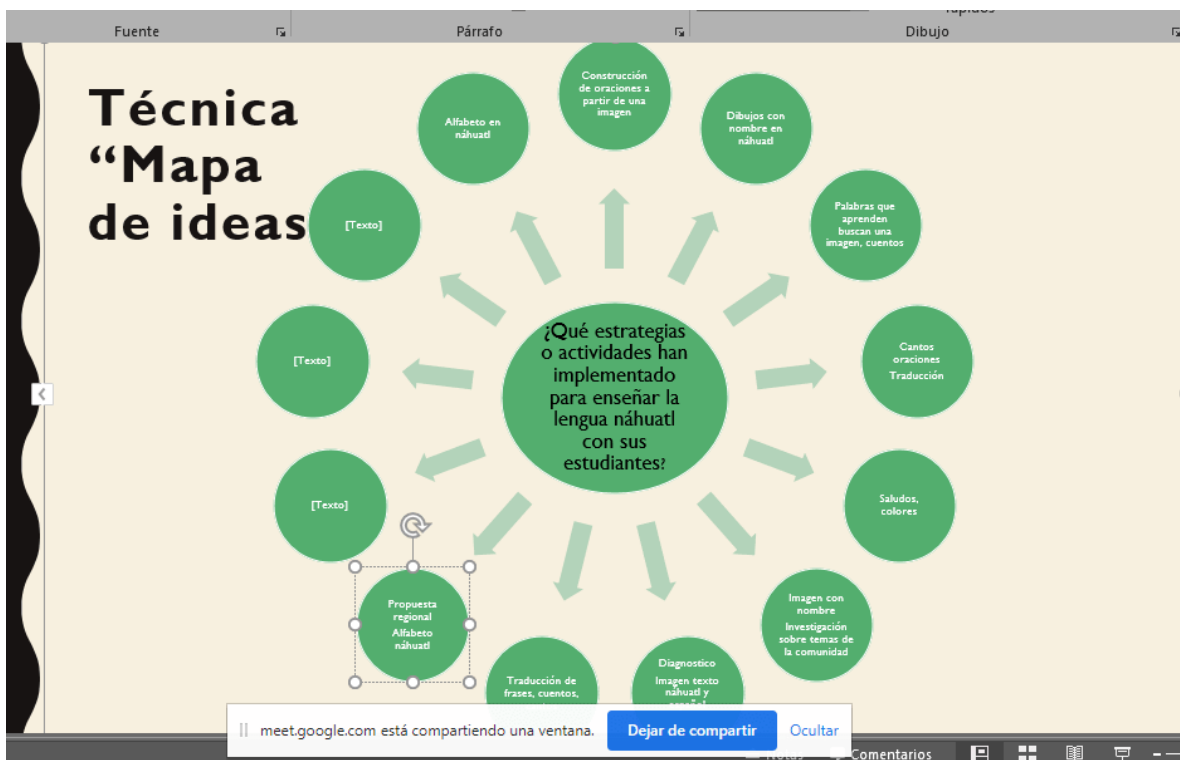 Fuente
Párrafo
Dibujo
Técnica
“Mapa
de ideas
Construcción
de oraciones a
partir de una
imagen
Dibujos con
nombre en
náhuatl
Palabras que
aprenden
buscan una
imagen, cuentos
Cantos
oraciones
Traducción
Saludos,
colores
Imagen con
nombre
Investigación
sobre temas de
la comunidad
Diagnostico
Imagen texto
náhuatl y
Traducción de
frases, cuentos,
Propuesta
regional
Alfabeto
náhuatl
[Texto]
[Texto]
[Texto]
Alfabeto en
náhuatl
¿Qué estrategias
o actividades han
implementado
para enseñar la
lengua náhuatl
con sus
estudiantes?
meet.google.com está compartiendo una ventana.
Dejar de compartir
Ocultar
Comentarios